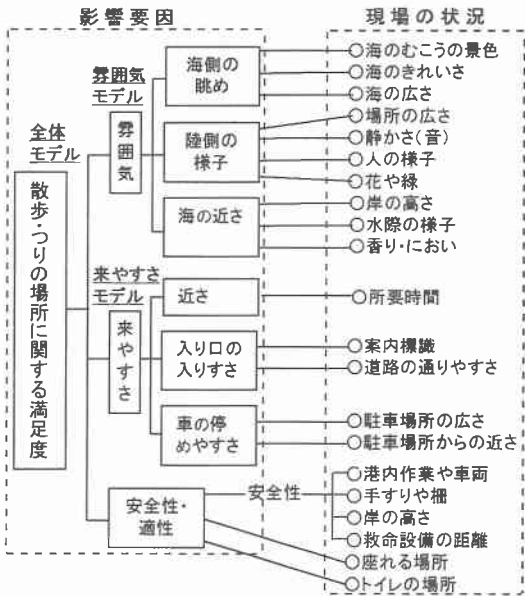 影響要因
現場の状況
全体
モデル
散歩・つりの場所に関する満足度
雰囲気
モデル
雰囲気
海側の
眺め
陸側の
様子
海の近さ
来やすさ
モデル
来やすさ
近さ
入り口の
入りすさ
車の停
めやすさ
安全性・
適性
安全性
○海のむこうの景色
○海のきれいさ
○海の広さ
○場所の広さ
○静かさ(音)
○人の様子
○花や緑
○岸の高さ
○水際の様子
○香り・におい
○所要時間
○案内標識
○道路の通りやすさ
○駐車場所の広さ
○駐車場所からの近さ
○港内作業や車両
○手すりや柵
○岸の高さ
○救命設備の距離
○座れる場所
○トイレの場所